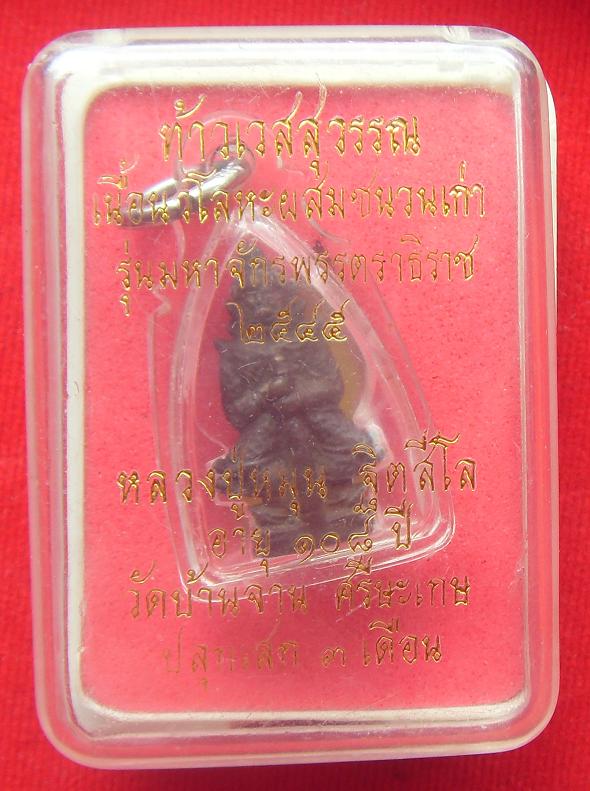 ท้าวเวสสุวรรณ
เนื้อนวโลหะผสมชนวนเก่า
รุ่นมหาจักรพรรตราธิราช
๒๕๔๕
หลวงปู่หมุน ฐิตสีโล
อายุ ๑๐๘ ปี
วัดบ้านจาน ศรีษะเกษ
ปลุกเสก ๓ เดือน